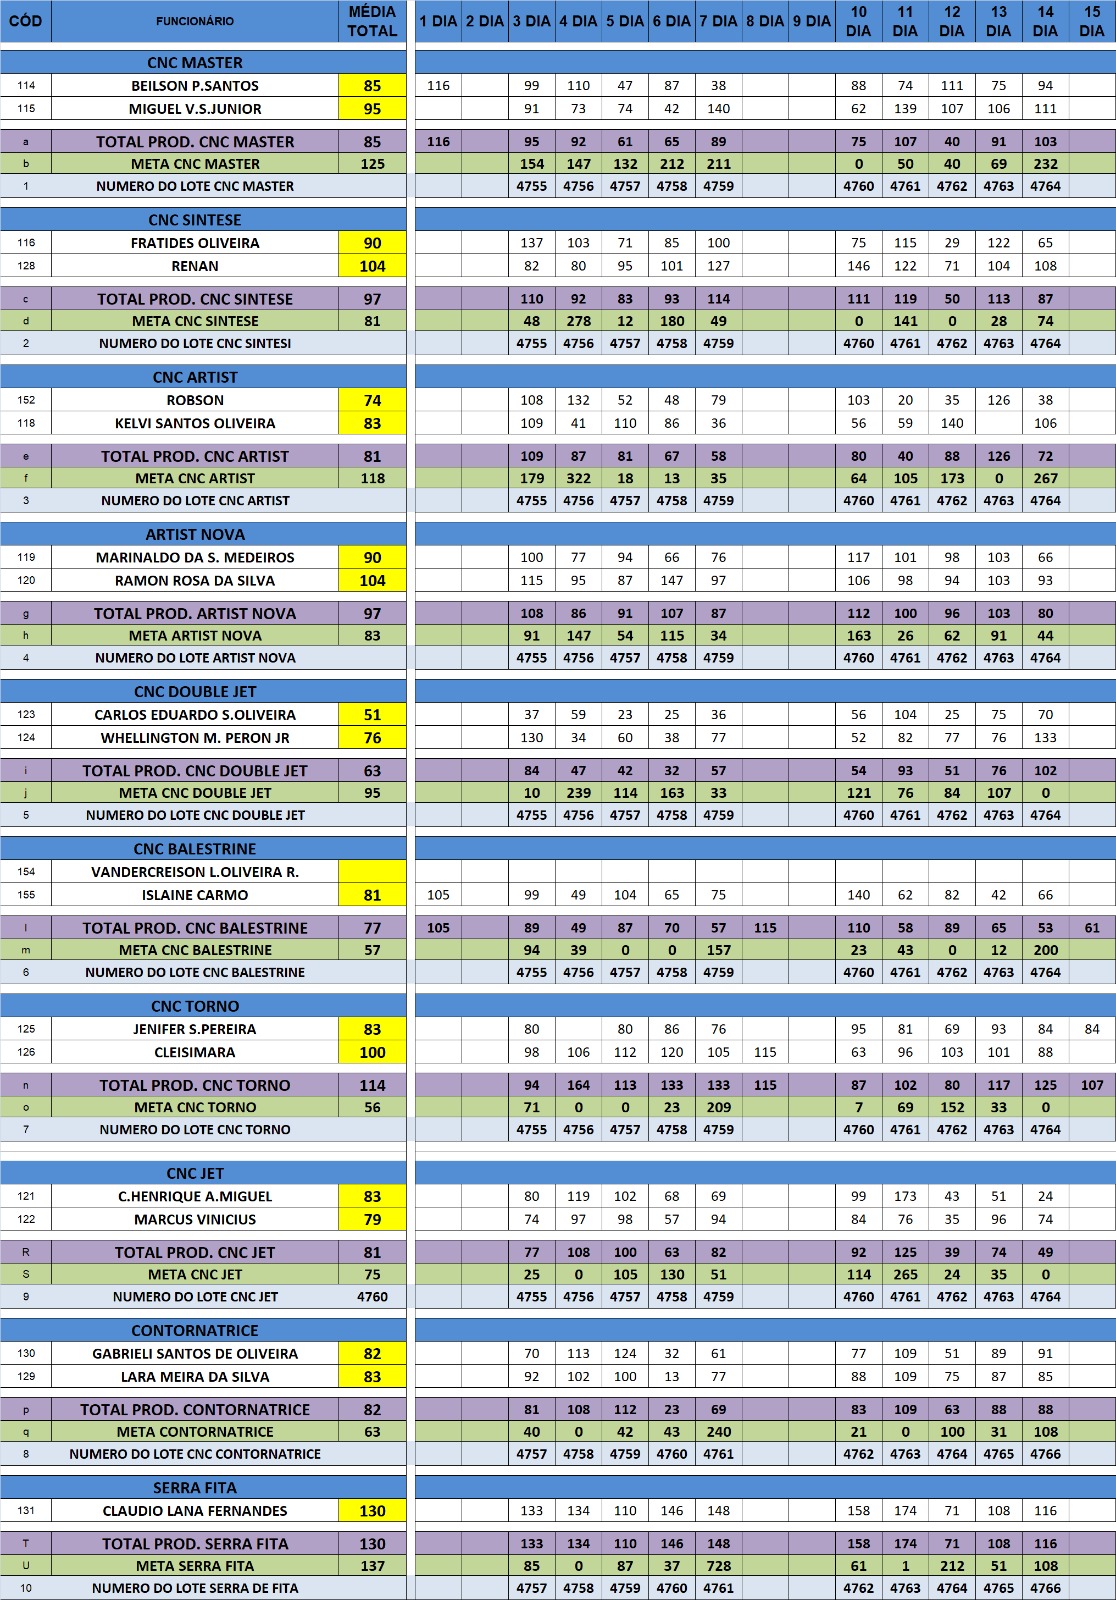 CÓD FUNCIONÁRIO MÉDIA TOTAL 1 DIA 2 DIA 3 DIA 4 DIA 5 DIA 6 DIA 7 DIA 8 DIA 9 DIA 10 DIA 11 DIA 12 DIA 13 DIA 14 DIA 15 DIA
CNC MASTER
114 BEILSON P.SANTOS 85 116 99 110 47 87 38 88 74 111 75 94
115 MIGUEL V.S.JUNIOR 95 91 73 74 42 140 62 139 107 106 111
a TOTAL PROD. CNC MASTER 85 116 95 92 61 65 89 75 107 40 91 103
b META CNC MASTER 125 154 147 132 212 211 0 50 40 69 232
1 NUMERO DO LOTE CNC MASTER 4755 4756 4757 4758 4759 4760 4761 4762 4763 4764
CNC SINTESE
116 FRATIDES OLIVEIRA 90 137 103 71 85 100 75 115 29 122 65
128 RENAN 104 82 80 95 101 127 146 122 71 104 108
c TOTAL PROD. CNC SINTESE 97 110 92 83 93 114 111 119 50 113 87
d META CNC SINTESE 81 48 278 12 180 49 0 141 0 28 74
2 NUMERO DO LOTE CNC SINTESI 4755 4756 4757 4758 4759 4760 4761 4762 4763 4764
CNC ARTIST
152 ROBSON 74 108 132 52 48 79 103 20 35 126 38
118 KELVI SANTOS OLIVEIRA 83 109 41 110 86 36 56 59 140 106
e TOTAL PROD. CNC ARTIST 81 109 87 81 67 58 80 40 88 126 72
f META CNC ARTIST 118 179 322 18 13 35 64 105 173 0 267
3 NUMERO DO LOTE CNC ARTIST 4755 4756 4757 4758 4759 4760 4761 4762 4763 4764
ARTIST NOVA
119 MARINALDO DA S. MEDEIROS 90 100 77 94 66 76 117 101 98 103 66
120 RAMON ROSA DA SILVA 104 115 95 87 147 97 106 98 94 103 93
g TOTAL PROD. ARTIST NOVA 97 108 86 91 107 87 112 100 96 103 80
h META ARTIST NOVA 83 91 147 54 115 34 163 26 62 91 44
4 NUMERO DO LOTE ARTIST NOVA 4755 4756 4757 4758 4759 4760 4761 4762 4763 4764
CNC DOUBLE JET
123 CARLOS EDUARDO S.OLIVEIRA 51 37 59 23 25 36 56 104 25 75 70
124 WHELLINGTON M. PERON JR 76 130 34 60 38 77 52 82 77 76 133
i TOTAL PROD. CNC DOUBLE JET 63 84 47 42 32 57 54 93 51 76 102
j META CNC DOUBLE JET 95 10 239 114 163 33 121 76 84 107 0
5 NUMERO DO LOTE CNC DOUBLE JET 4755 4756 4757 4758 4759 4760 4761 4762 4763 4764
CNC BALESTRINE
154 VANDERCREISON L.OLIVEIRA R.
155 ISLAINE CARMO 81 105 99 49 104 65 75 140 62 82 42 66
l TOTAL PROD. CNC BALESTRINE 77 105 89 49 87 70 57 115 110 58 89 65 53 61
m META CNC BALESTRINE 57 94 39 0 0 157 23 43 0 12 200
6 NUMERO DO LOTE CNC BALESTRINE 4755 4756 4757 4758 4759 4760 4761 4762 4763 4764
CNC TORNO
125 JENIFER S.PEREIRA 83 80 80 86 76 95 81 69 93 84 84
126 CLEISIMARA 100 98 106 112 120 105 115 63 96 103 101 88
n TOTAL PROD. CNC TORNO 114 94 164 113 133 133 115 87 102 80 117 125 107
o META CNC TORNO 56 71 0 0 23 209 7 69 152 33 0
7 NUMERO DO LOTE CNC TORNO 4755 4756 4757 4758 4759 4760 4761 4762 4763 4764
CNC JET
121 C.HENRIQUE A.MIGUEL 83 80 119 102 68 69 99 173 43 51 24
122 MARCUS VINICIUS 79 74 97 98 57 94 84 76 35 96 74
R TOTAL PROD. CNC JET 81 77 108 100 63 82 92 125 39 74 49
S META CNC JET 75 25 0 105 130 51 114 265 24 35 0
9 NUMERO DO LOTE CNC JET 4760 4755 4756 4757 4758 4759 4760 4761 4762 4763 4764
CONTORNATRICE
130 GABRIELI SANTOS DE OLIVEIRA 82 70 113 124 32 61 77 109 51 89 91
129 LARA MEIRA DA SILVA 83 92 102 100 13 77 88 109 75 87 85
p TOTAL PROD. CONTORNATRICE 82 81 108 112 23 69 83 109 63 88 88
q META CONTORNATRICE 63 40 0 42 43 240 21 0 100 31 108
8 NUMERO DO LOTE CNC CONTORNATRICE 4757 4758 4759 4760 4761 4762 4763 4764 4765 4766
SERRA FITA
131 CLAUDIO LANA FERNANDES 130 133 134 110 146 148 158 174 71 108 116
T TOTAL PROD. SERRA FITA 130 133 134 110 146 148 158 174 71 108 116
U META SERRA FITA 137 85 0 87 37 728 61 1 212 51 108
10 NUMERO DO LOTE SERRA DE FITA 4757 4758 4759 4760 4761 4762 4763 4764 4765 4766